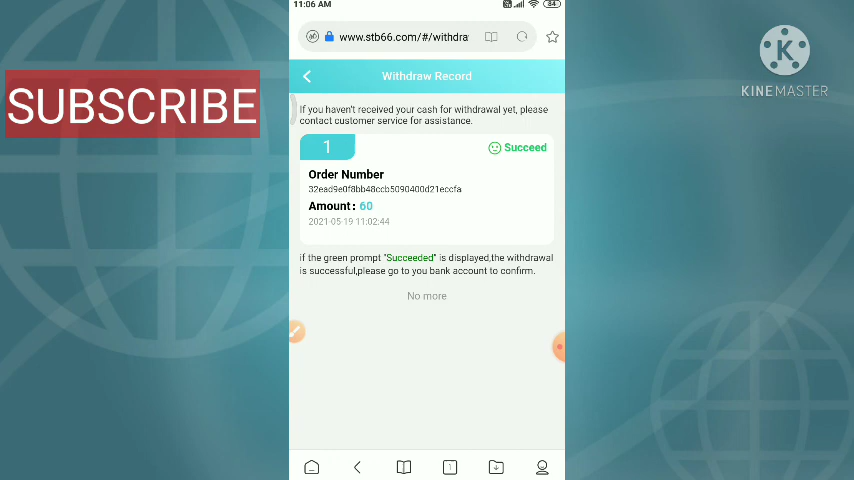 11:06 AM
84
SUBSCRIBE
www.stb66.com/#/withdra
K
KINEMASTER
Withdraw Record
If you haven't received your cash for withdrawal yet, please
contact customer service for assistance.
1
Succeed
Order Number
32ead9e0f8bb48ccb5090400d21eccfa
Amount: 60
2021-05-19 11:02:44
if the green prompt "Succeeded" is displayed,the withdrawal
is successful,please go to you bank account to confirm.
No more
1